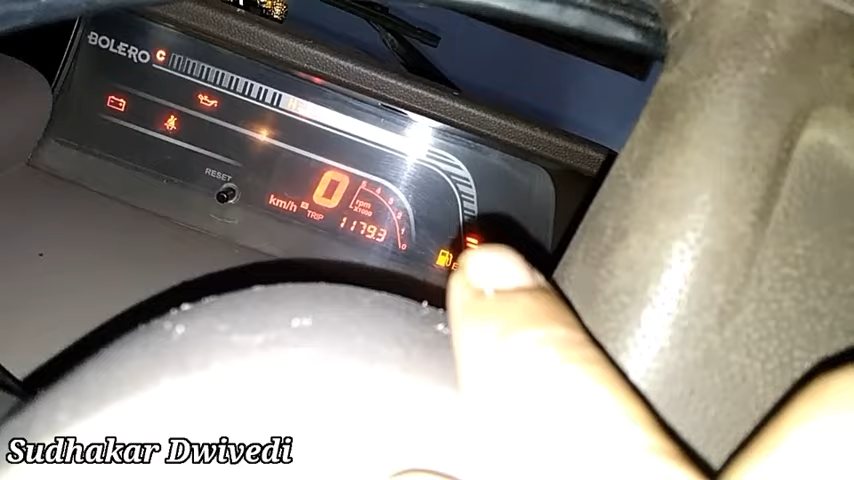 BOLERO
C
RESET
0
km/h
TRIP
rpm
X1000
1179.3
E
Sudhakar Dwivedi